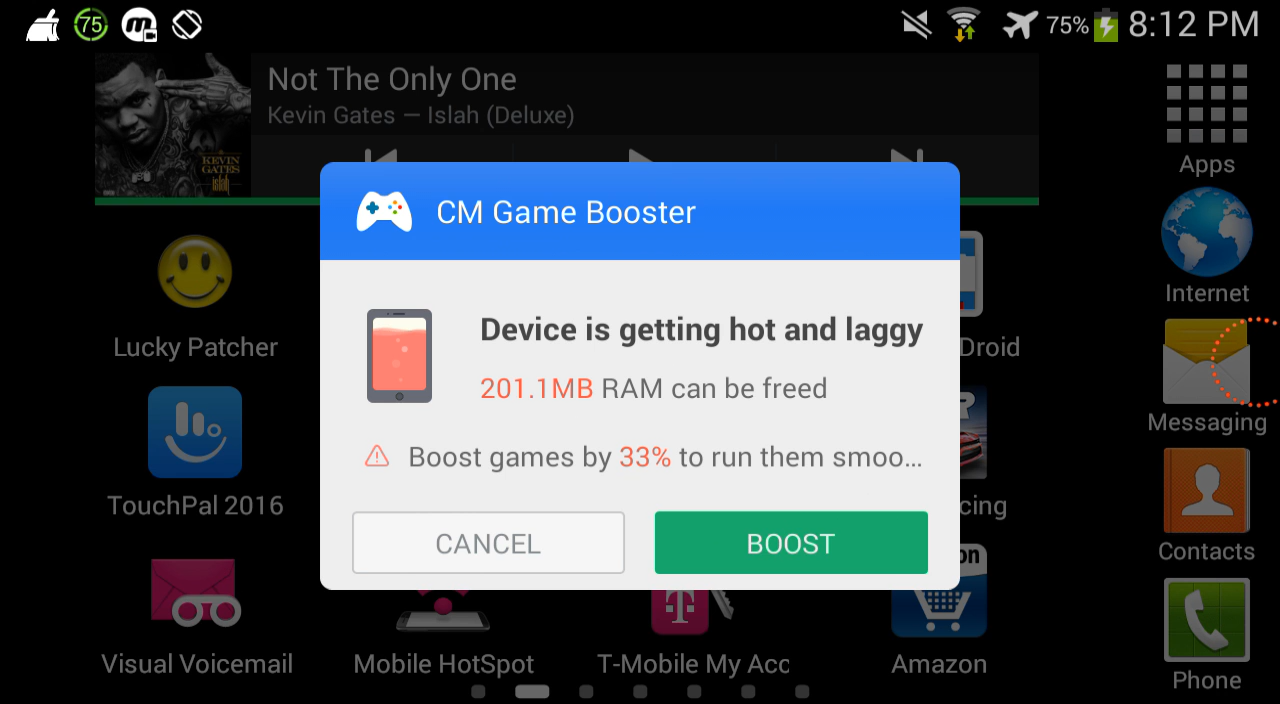 75
m
75% 8:12 PM
Not The Only One
Kevin Gates — Islah (Deluxe)
KEVIN
GATES
islah
Apps
CM Game Booster
Internet
Device is getting hot and laggy
Lucky Patcher
Droid
201.1MB RAM can be freed
Messaging
Boost games by 33% to run them smoo...
TouchPal 2016
cing
CANCEL
BOOST
Contacts
on
T
Visual Voicemail
Mobile HotSpot
T-Mobile My Acc
Amazon
Phone